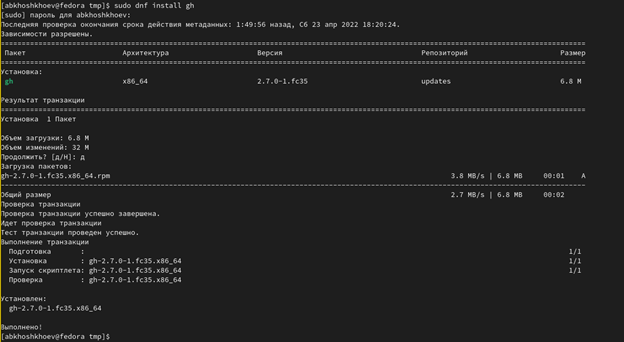 [abkhoshkhoev@fedora tmp]$ sudo dnf install gh
[sudo] пароль для abkhoshkhoev:
Последняя проверка окончания срока действия метаданных: 1:49:56 назад, Сб 23 апр 2022 18:20:24.
Зависимости разрешены.
================================================================================
Пакет Архитектура Версия Репозиторий Размер
================================================================================
Установка:
gh x86_64 2.7.0-1.fc35 updates 6.8 M

Результат транзакции
================================================================================
Установка 1 Пакет

Объем загрузки: 6.8 M
Объем изменений: 32 M
Продолжить? [д/Н]: д
Загрузка пакетов:
gh-2.7.0-1.fc35.x86_64.rpm 3.8 MB/s | 6.8 MB 00:01 A
--------------------------------------------------------------------------------
Общий размер 2.7 MB/s | 6.8 MB 00:02
Проверка транзакции
Проверка транзакции успешно завершена.
Идет проверка транзакции
Тест транзакции проведен успешно.
Выполнение транзакции
Подготовка : 1/1
Установка : gh-2.7.0-1.fc35.x86_64 1/1
Запуск скриптлета: gh-2.7.0-1.fc35.x86_64 1/1
Проверка : gh-2.7.0-1.fc35.x86_64

Установлен:
gh-2.7.0-1.fc35.x86_64

Выполнено!
[abkhoshkhoev@fedora tmp]$